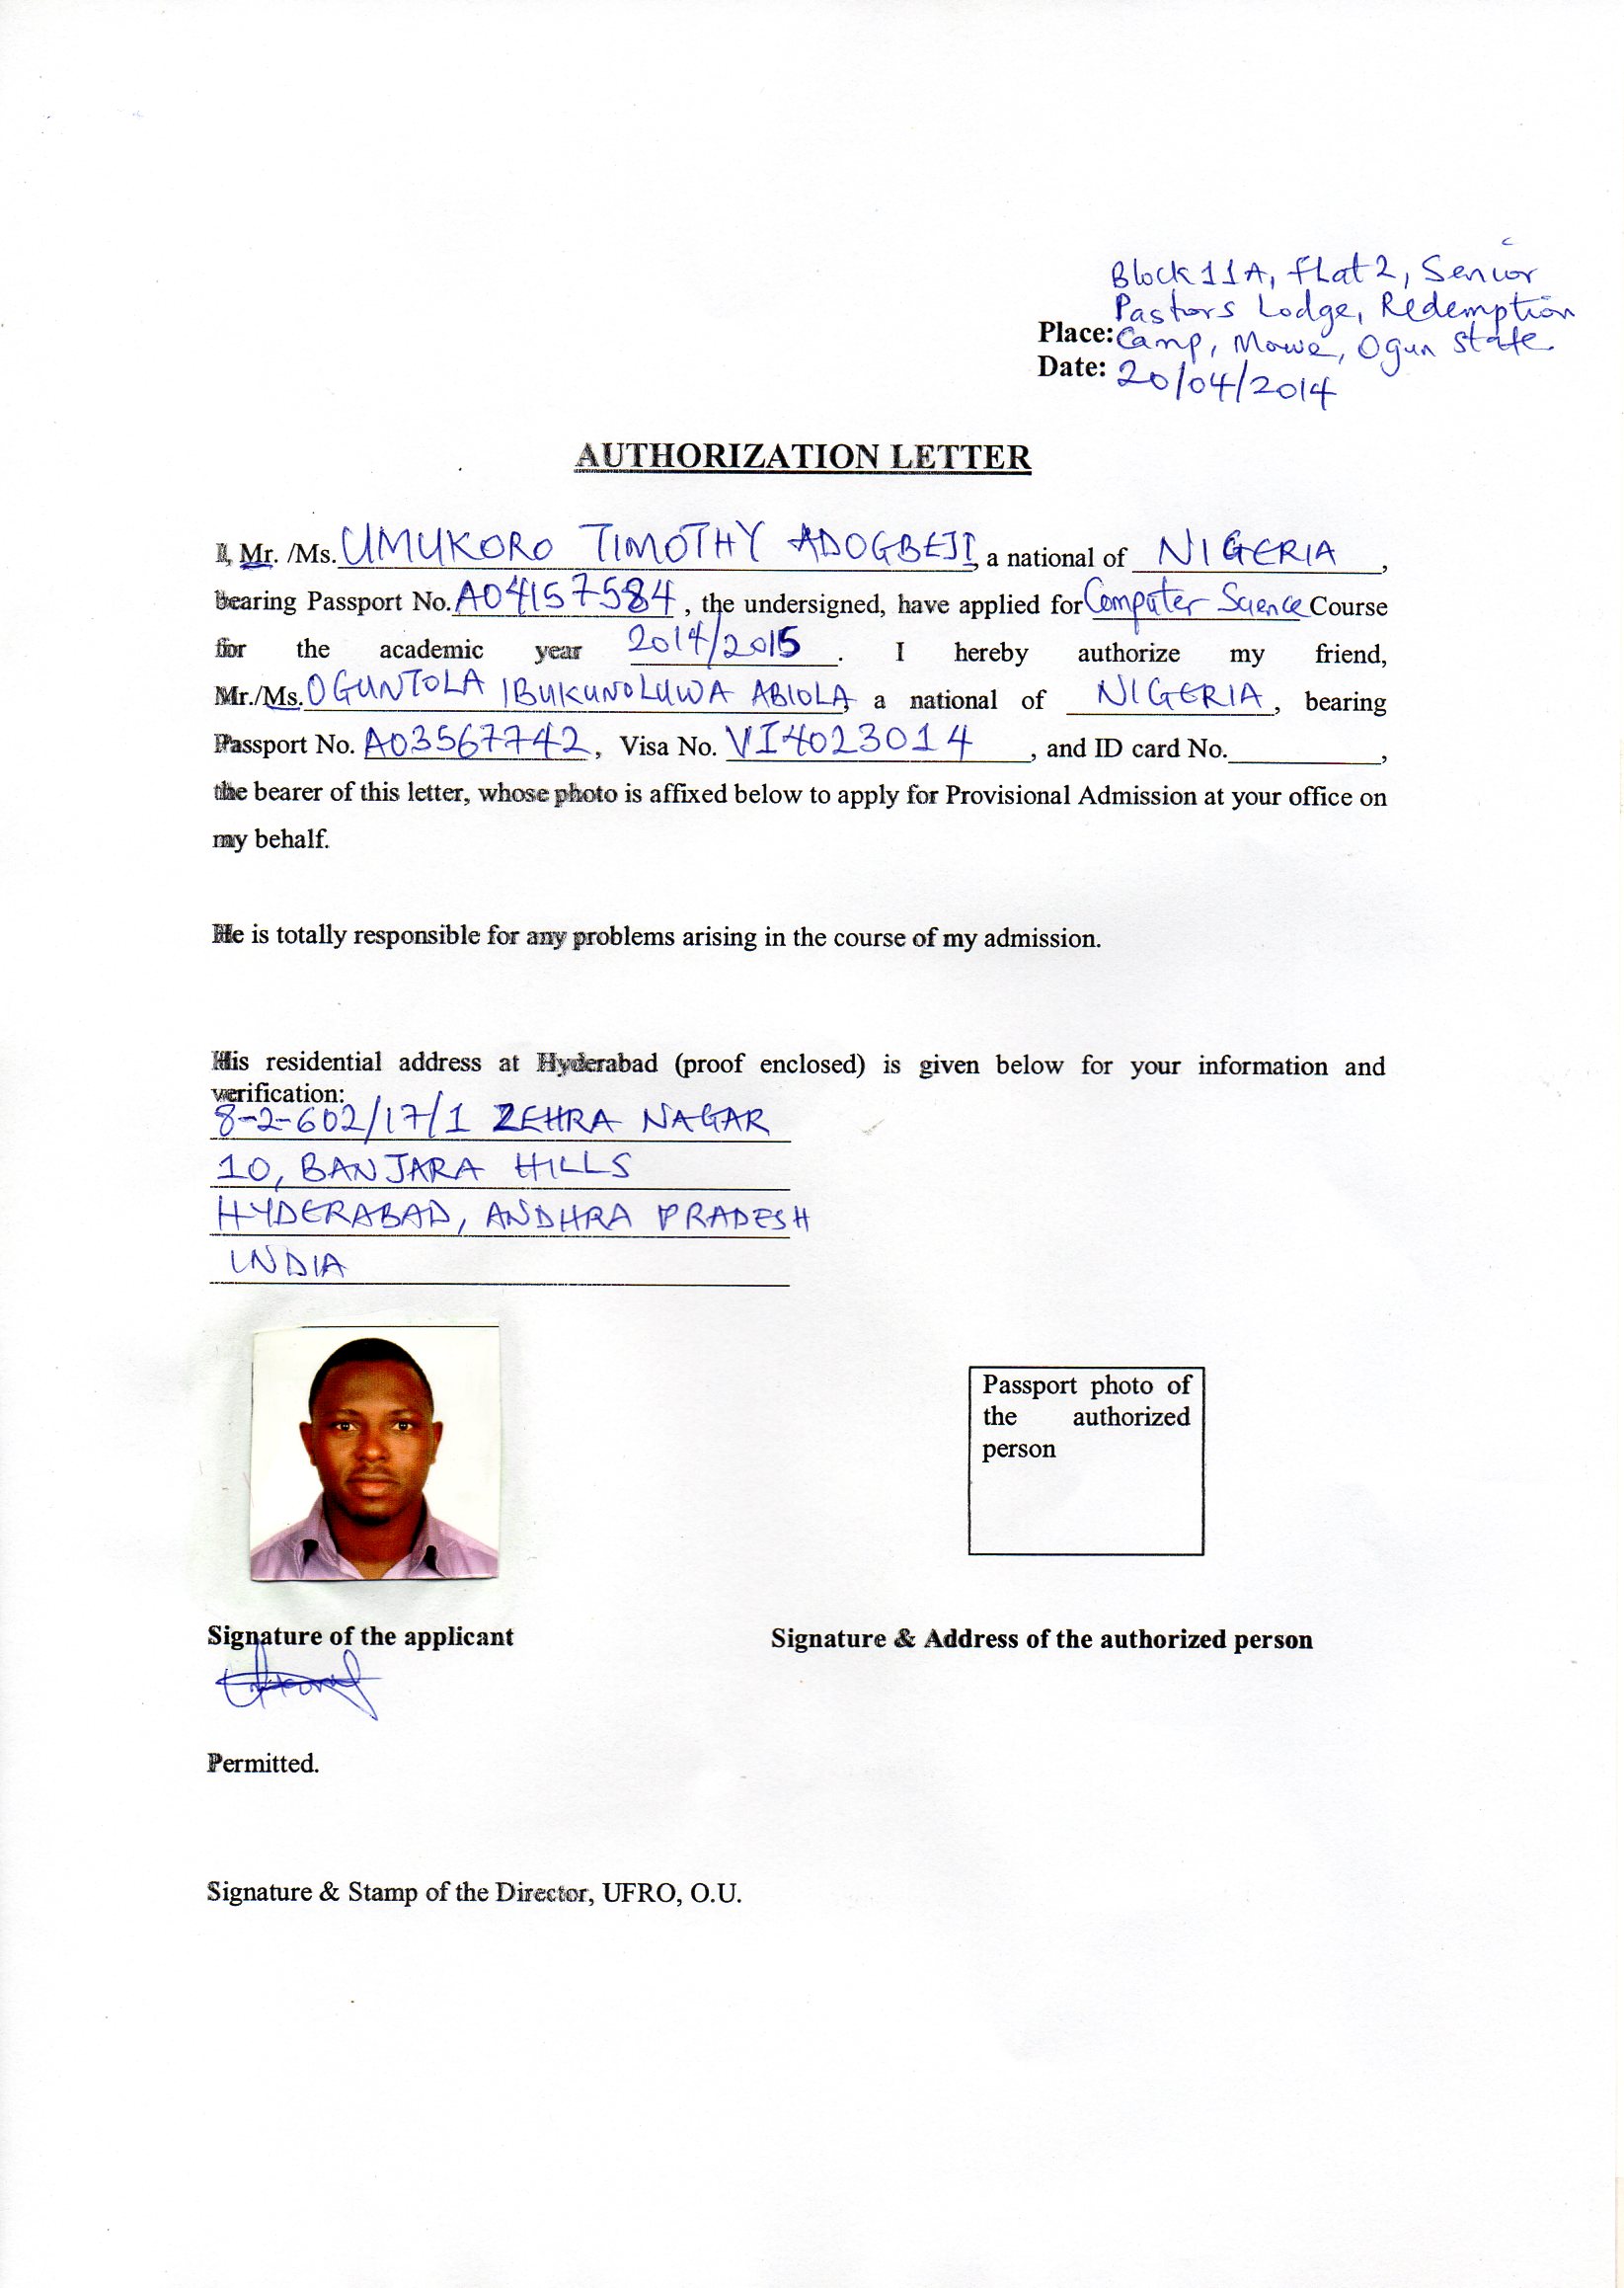 Block 11A, flat 2, Senior
Pastors Lodge, Redemption
Place: Camp, Mowe, Ogun State.
Date: 20/04/2014
AUTHORIZATION LETTER
I, Mr. /Ms. UMUKORO TIMOTHY ADOGBEJI, a national of NIGERIA,
bearing Passport No. A04157584, the undersigned, have applied for Computer Science Course
for the academic year 2014/2015. I hereby authorize my friend,
Mr./Ms. OGUNTOLA IBUKUNOLUWA ABIOLA, a national of NIGERIA, bearing
Passport No. A03567742, Visa No. VI4023014, and ID card No.__________,
the bearer of this letter, whose photo is affixed below to apply for Provisional Admission at your office on
my behalf.
He is totally responsible for any problems arising in the course of my admission.
His residential address at Hyderabad (proof enclosed) is given below for your information and
verification:
8-2-602/17/1 ZEHRA NAGAR
10, BANJARA HILLS
HYDERABAD, ANDHRA PRADESH
INDIA
Passport photo of
the authorized
person
Signature of the applicant Signature & Address of the authorized person
Permitted.
Signature & Stamp of the Director, UFRO, O.U.